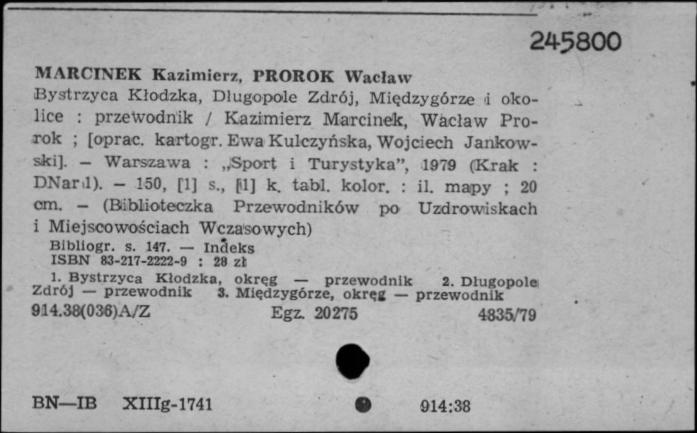 245800
MARCINEK Kazimierz, PROROK Wacław
Bystrzyca Kłodzka, Długopole Zdrój, Międzygórze i oko-
lice : przewodnik / Kazimierz Marcinek, Wacław Pro-
rok ; [oprac. kartogr. Ewa Kulczyńska, Wojciech Jankow-
ski]. — Warszawa : „Sport i Turystyka”, 1979 (Krak :
DNar 1). — 150, [1] s., [1] k. tabl. kolor. : il. mapy ; 20
cm. — (Biblioteczka Przewodników po Uzdrowiskach
i Miejscowościach Wczasowych)
Bibliogr. s. 147. — Indeks
ISBN 83-217-2222-9 : 28 zł
1. Bystrzyca Kłodzka, okręg — przewodnik 2. Długopole
Zdrój — przewodnik 3. Międzygórze, okręg — przewodnik
914.38(036)A/Z Egz. 20275 4835/79
BN—IB XIIIg-1741 914:38